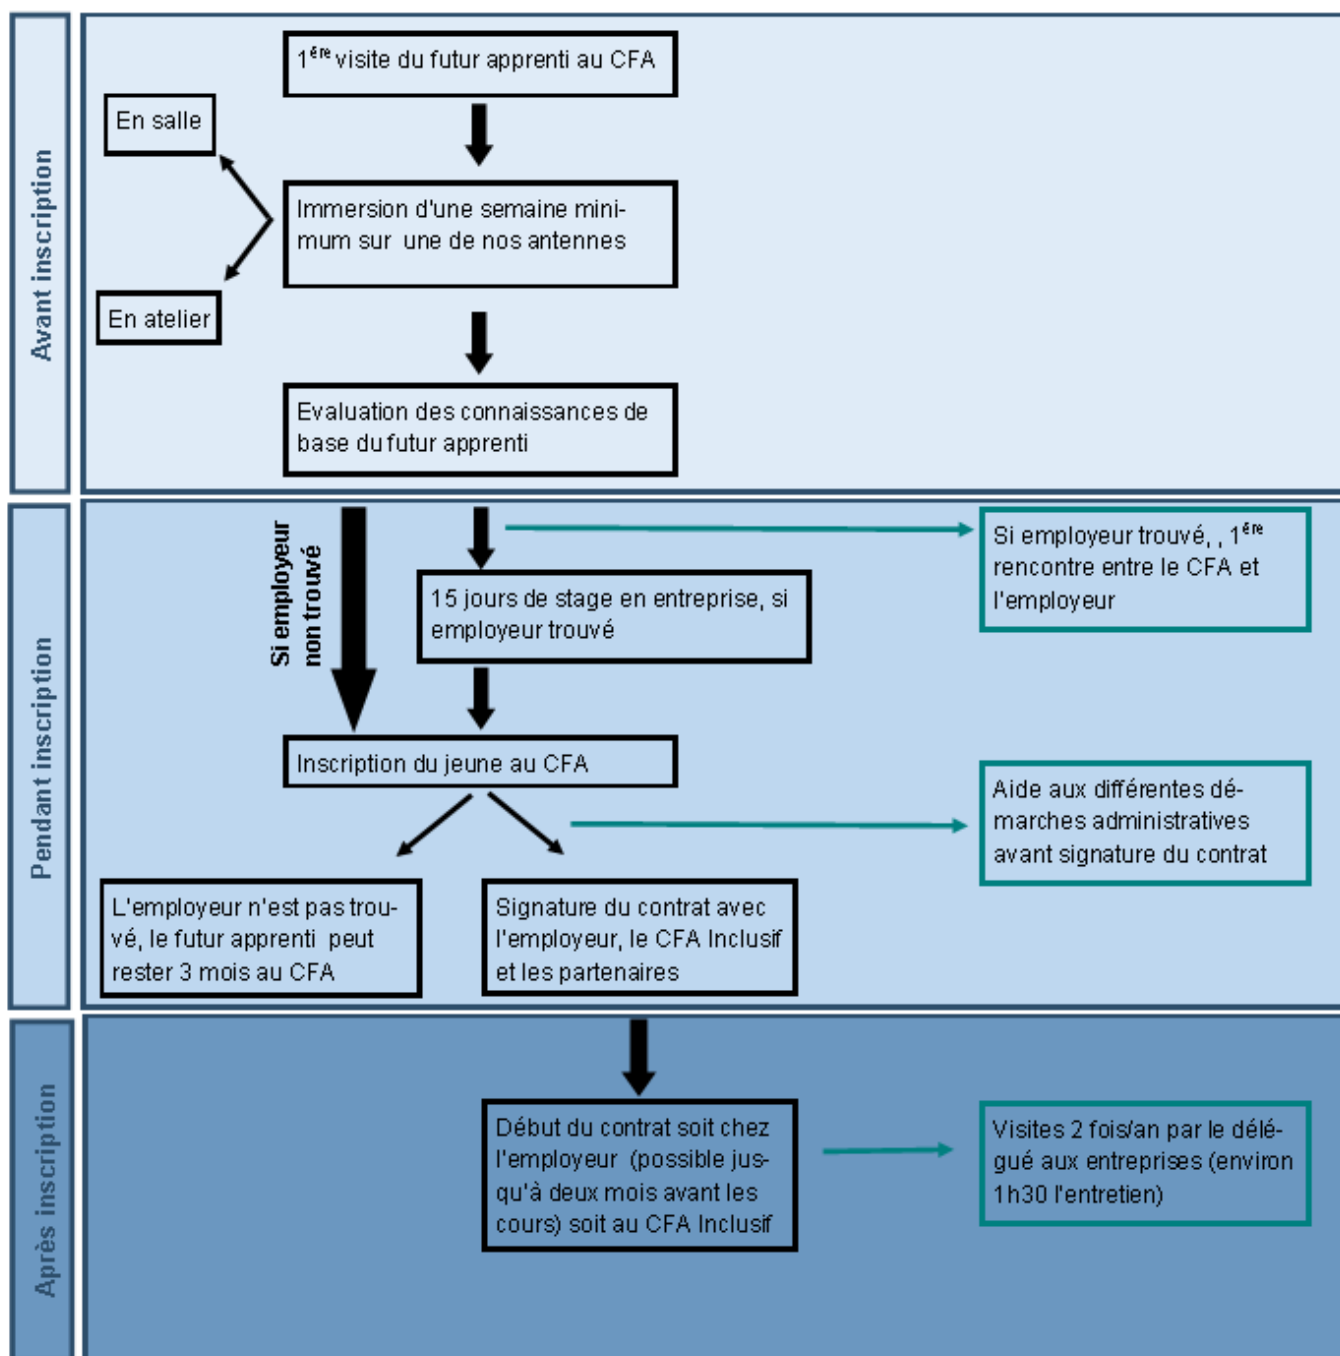 Avant inscription
1ére visite du futur apprenti au CFA
En salle
Immersion d'une semaine mini-
mum sur une de nos antennes
En atelier
Evaluation des connaissances de
base du futur apprenti
Pendant inscription
Si employeur
non trouvé
Si employeur trouvé, , 1ére
rencontre entre le CFA et
l'employeur
15 jours de stage en entreprise, si
employeur trouvé
Inscription du jeune au CFA
Aide aux différentes dé-
marches administratives
avant signature du contrat
L'employeur n'est pas trou-
vé, le futur apprenti peut
rester 3 mois au CFA
Signature du contrat avec
l'employeur, le CFA Inclusif
et les partenaires
Après inscription
Début du contrat soit chez
l'employeur (possible jus-
qu'à deux mois avant les
cours) soit au CFA Inclusif
Visites 2 fois/an par le délé-
gué aux entreprises (environ
1h30 l'entretien)